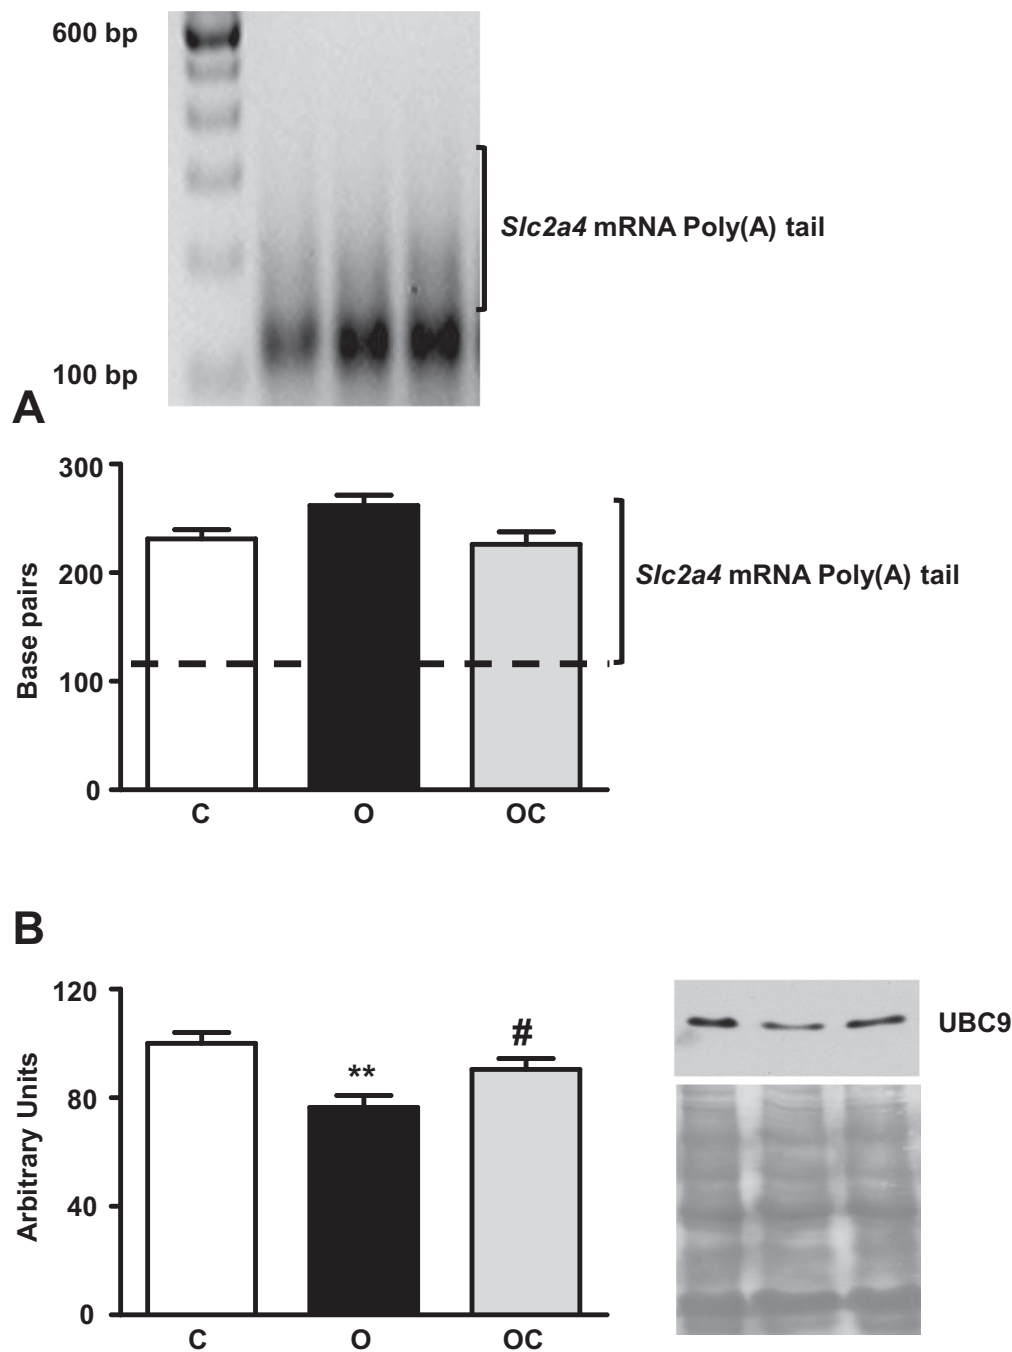 600 bp
Slc2a4 mRNA Poly(A) tail
100 bp
A
300
200
100
0
Base pairs
Slc2a4 mRNA Poly(A) tail
C O OC
B
120
80
40
0
Arbitrary Units
**
#
C O OC
UBC9